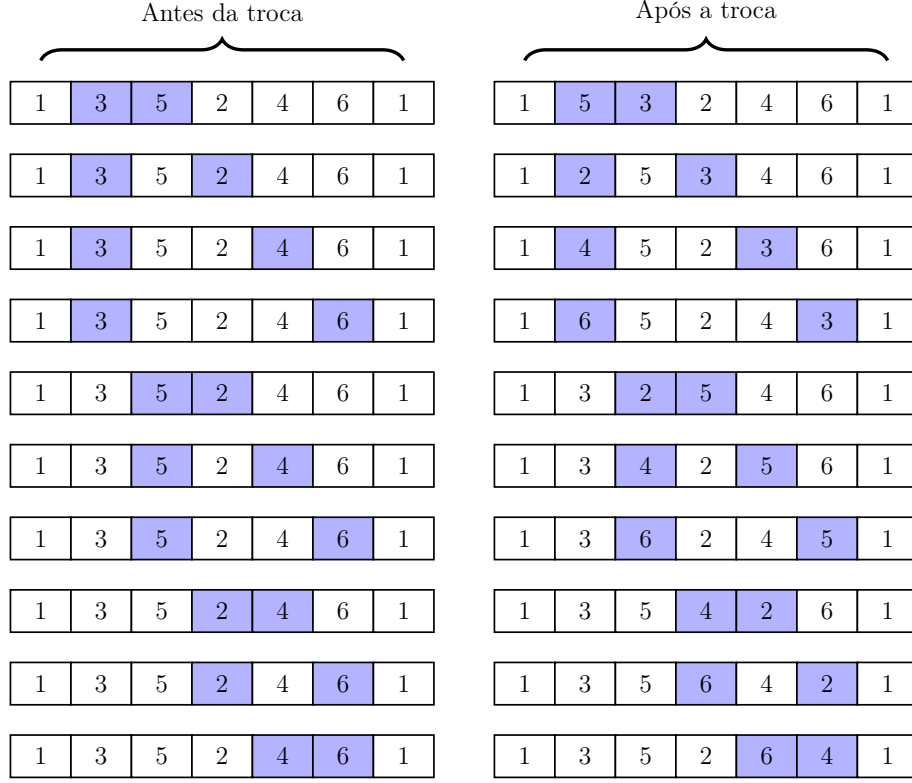 Antes da troca Após a troca
1 3 5 2 4 6 1 1 5 3 2 4 6 1
1 3 5 2 4 6 1 1 2 5 3 4 6 1
1 3 5 2 4 6 1 1 4 5 2 3 6 1
1 3 5 2 4 6 1 1 6 5 2 4 3 1
1 3 5 2 4 6 1 1 3 2 5 4 6 1
1 3 5 2 4 6 1 1 3 4 2 5 6 1
1 3 5 2 4 6 1 1 3 6 2 4 5 1
1 3 5 2 4 6 1 1 3 5 4 2 6 1
1 3 5 2 4 6 1 1 3 5 6 4 2 1
1 3 5 2 4 6 1 1 3 5 2 6 4 1